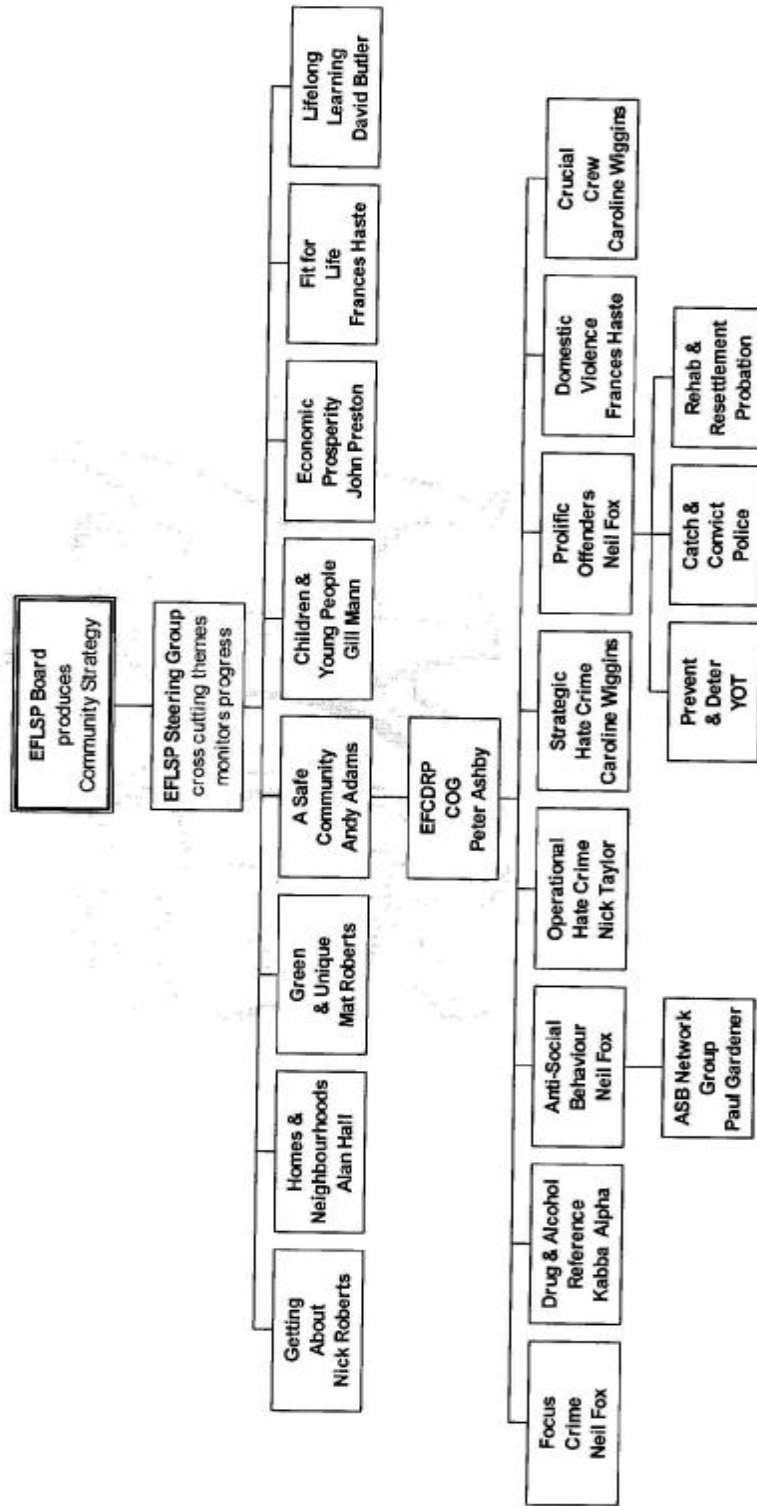 EFLSP Board
produces
Community Strategy
EFLSP Steering Group
cross cutting themes
monitors progress
Getting
About
Nick Roberts
Homes &
Neighbourhoods
Alan Hall
Green
& Unique
Mat Roberts
A Safe
Community
Andy Adams
Children &
Young People
Gill Mann
Economic
Prosperity
John Preston
Fit for
Life
Frances Haste
Lifelong
Learning
David Butler
EFCDRP
COG
Peter Ashby
Focus
Crime
Neil Fox
Drug & Alcohol
Reference
Kabba Alpha
Anti-Social
Behaviour
Neil Fox
Operational
Hate Crime
Nick Taylor
Strategic
Hate Crime
Caroline Wiggins
Prolific
Offenders
Neil Fox
Domestic
Violence
Frances Haste
Crucial
Crew
Caroline Wiggins
ASB Network
Group
Paul Gardener
Prevent
& Deter
YOT
Catch &
Convict
Police
Rehab &
Resettlement
Probation